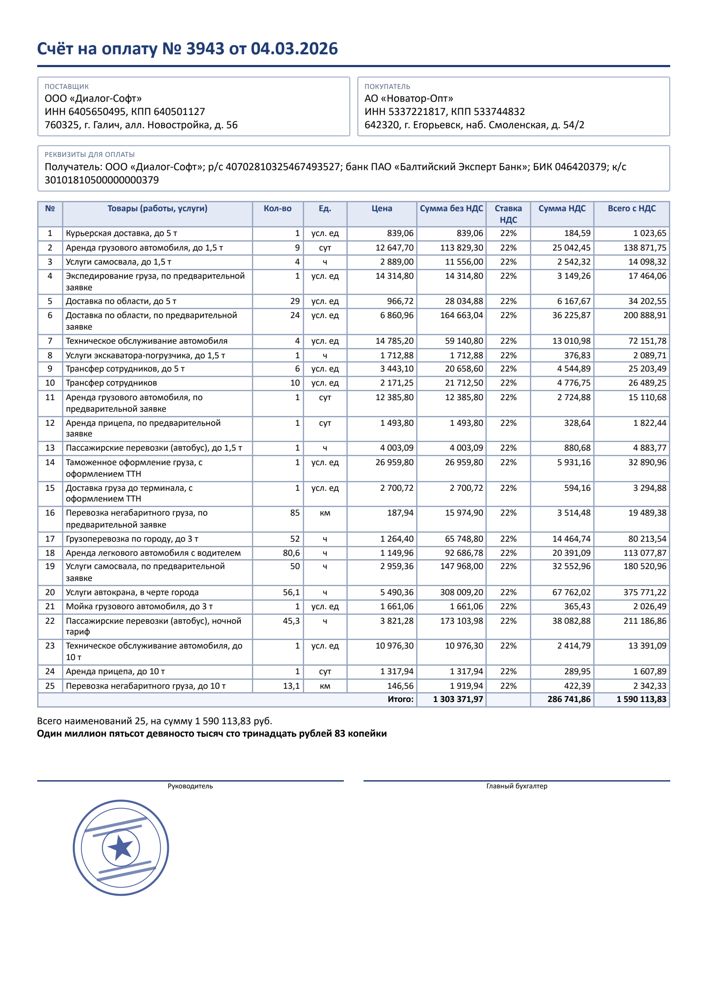 Счёт на оплату № 3943 от 04.03.2026
ПОСТАВЩИК
ООО «Диалог-Софт»
ИНН 6405650495, КПП 640501127
760325, г. Галич, алл. Новостройка, д. 56
ПОКУПАТЕЛЬ
АО «Новатор-Опт»
ИНН 5337221817, КПП 533744832
642320, г. Егорьевск, наб. Смоленская, д. 54/2
РЕКВИЗИТЫ ДЛЯ ОПЛАТЫ
Получатель: ООО «Диалог-Софт»; р/с 40702810325467493527; банк ПАО «Балтийский Эксперт Банк»; БИК 046420379; к/с
30101810500000000379
№ Товары (работы, услуги) Кол-во Ед. Цена Сумма без НДС Ставка Сумма НДС Всего с НДС
НДС
1 Курьерская доставка, до 5 т 1 усл. ед 839,06 839,06 22% 184,59 1 023,65
2 Аренда грузового автомобиля, до 1,5 т 9 сут 12 647,70 113 829,30 22% 25 042,45 138 871,75
3 Услуги самосвала, до 1,5 т 4 ч 2 889,00 11 556,00 22% 2 542,32 14 098,32
4 Экспедирование груза, по предварительной 1 усл. ед 14 314,80 14 314,80 22% 3 149,26 17 464,06
заявке
5 Доставка по области, до 5 т 29 усл. ед 966,72 28 034,88 22% 6 167,67 34 202,55
6 Доставка по области, по предварительной 24 усл. ед 6 860,96 164 663,04 22% 36 225,87 200 888,91
заявке
7 Техническое обслуживание автомобиля 4 усл. ед 14 785,20 59 140,80 22% 13 010,98 72 151,78
8 Услуги экскаватора-погрузчика, до 1,5 т 1 ч 1 712,88 1 712,88 22% 376,83 2 089,71
9 Трансфер сотрудников, до 5 т 6 усл. ед 3 443,10 20 658,60 22% 4 544,89 25 203,49
10 Трансфер сотрудников 10 усл. ед 2 171,25 21 712,50 22% 4 776,75 26 489,25
11 Аренда грузового автомобиля, по 1 сут 12 385,80 12 385,80 22% 2 724,88 15 110,68
предварительной заявке
12 Аренда прицепа, по предварительной 1 сут 1 493,80 1 493,80 22% 328,64 1 822,44
заявке
13 Пассажирские перевозки (автобус), до 1,5 т 1 ч 4 003,09 4 003,09 22% 880,68 4 883,77
14 Таможенное оформление груза, с 1 усл. ед 26 959,80 26 959,80 22% 5 931,16 32 890,96
оформлением ТТН
15 Доставка груза до терминала, с 1 усл. ед 2 700,72 2 700,72 22% 594,16 3 294,88
оформлением ТТН
16 Перевозка негабаритного груза, по 85 км 187,94 15 974,90 22% 3 514,48 19 489,38
предварительной заявке
17 Грузоперевозка по городу, до 3 т 52 ч 1 264,40 65 748,80 22% 14 464,74 80 213,54
18 Аренда легкового автомобиля с водителем 80,6 ч 1 149,96 92 686,78 22% 20 391,09 113 077,87
19 Услуги самосвала, по предварительной 50 ч 2 959,36 147 968,00 22% 32 552,96 180 520,96
заявке
20 Услуги автокрана, в черте города 56,1 ч 5 490,36 308 009,20 22% 67 762,02 375 771,22
21 Мойка грузового автомобиля, до 3 т 1 усл. ед 1 661,06 1 661,06 22% 365,43 2 026,49
22 Пассажирские перевозки (автобус), ночной 45,3 ч 3 821,28 173 103,98 22% 38 082,88 211 186,86
тариф
23 Техническое обслуживание автомобиля, до 1 усл. ед 10 976,30 10 976,30 22% 2 414,79 13 391,09
10 т
24 Аренда прицепа, до 10 т 1 сут 1 317,94 1 317,94 22% 289,95 1 607,89
25 Перевозка негабаритного груза, до 10 т 13,1 км 146,56 1 919,94 22% 422,39 2 342,33
Итого: 1 303 371,97 286 741,86 1 590 113,83
Всего наименований 25, на сумму 1 590 113,83 руб.
Один миллион пятьсот девяносто тысяч сто тринадцать рублей 83 копейки
Руководитель
Главный бухгалтер